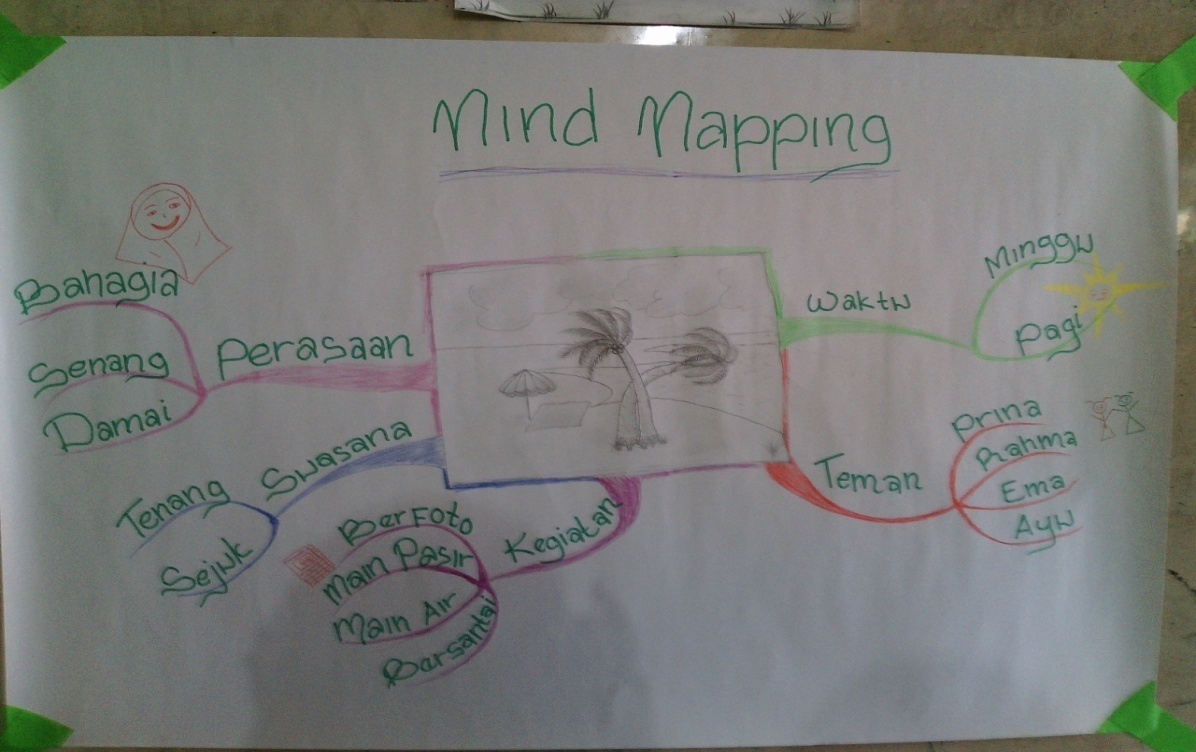 Mind Mapping
Waktu
Minggu
Pagi
Teman
Prina
Rahma
Ema
Ayu
Kegiatan
BerFoto
Main Pasir
Main Air
Bersantai
Suasana
Tenang
Sejuk
Perasaan
Bahagia
Senang
Damai